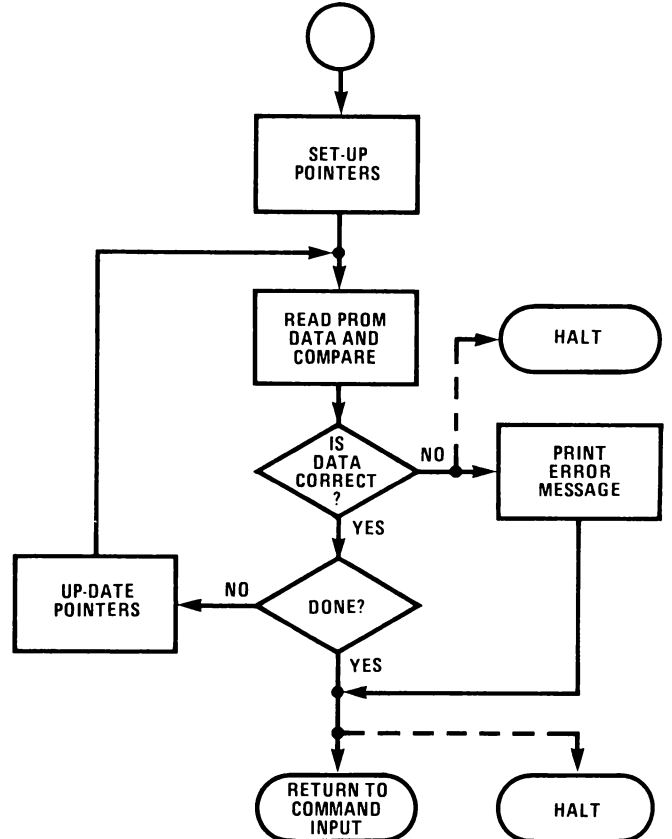 SET-UP
POINTERS
READ PROM
DATA AND
COMPARE
HALT
IS
DATA
CORRECT
?
NO
PRINT
ERROR
MESSAGE
YES
UP-DATE
POINTERS
NO
DONE?
YES
RETURN TO
COMMAND
INPUT
HALT